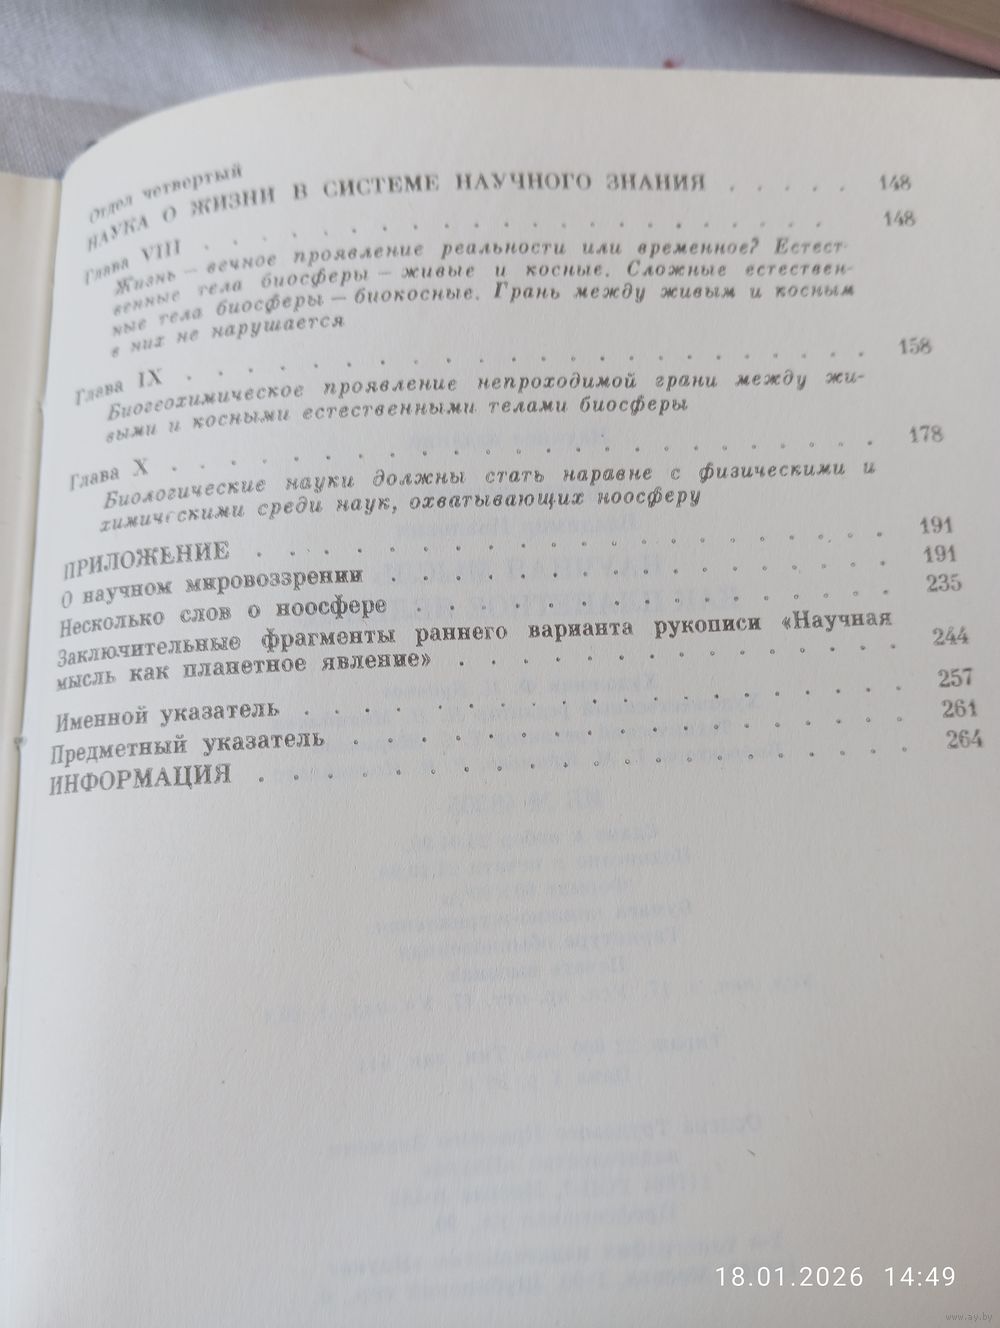 Отдел четвертый
НАУКА О ЖИЗНИ В СИСТЕМЕ НАУЧНОГО ЗНАНИЯ . . . . . 148
Глава VIII . . . . . . . . . . . . . . . . 148
Жизнь — вечное проявление реальности или временное? Естест-
венные тела биосферы — живые и косные. Сложные естествен-
ные тела биосферы — биокосные. Грань между живым и косным
в них не нарушается
Глава IX . . . . . . . . . . . . . . . . . 158
Биогеохимическое проявление непроходимой грани между жи-
выми и косными естественными телами биосферы
Глава X . . . . . . . . . . . . . . . . . . 178
Биологические науки должны стать наравне с физическими и
химическими среди наук, охватывающих ноосферу
ПРИЛОЖЕНИЕ . . . . . . . . . . . . . . . . 191
О научном мировоззрении . . . . . . . . . . . . . 191
Несколько слов о ноосфере . . . . . . . . . . . . 235
Заключительные фрагменты раннего варианта рукописи «Научная
мысль как планетное явление» . . . . . . . . . . . 244
Именной указатель . . . . . . . . . . . . . . . 257
Предметный указатель . . . . . . . . . . . . . . 261
ИНФОРМАЦИЯ . . . . . . . . . . . . . . . . 264
18.01.2026 14:49
www.ay.by